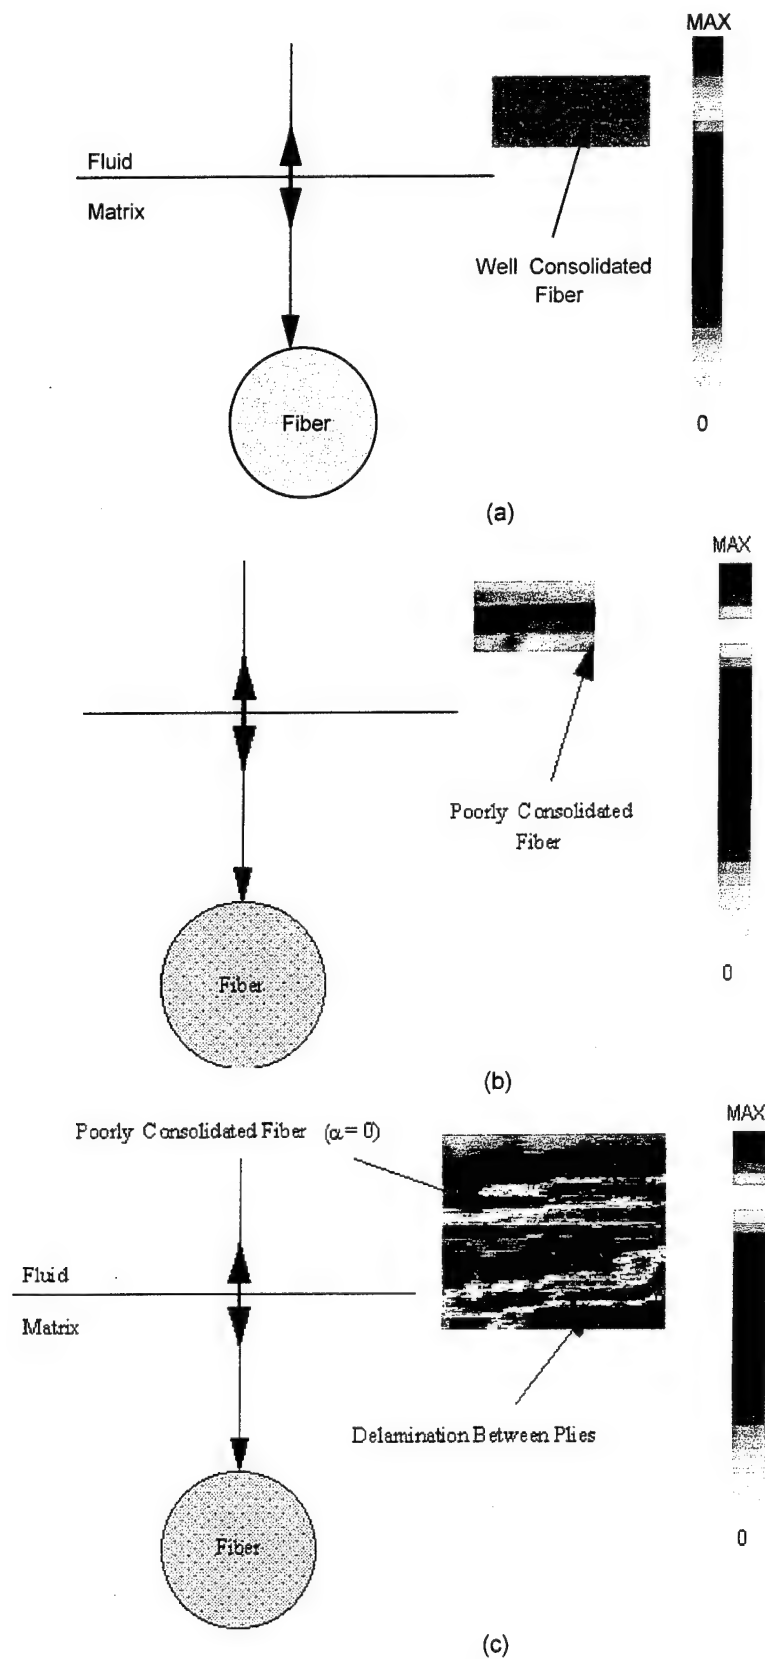 MAX
Fluid
Matrix
Well Consolidated
Fiber
Fiber
0
(a)
MAX
Poorly Consolidated
Fiber
Fiber
0
(b)
MAX
Poorly Consolidated Fiber (α = 0)
Fluid
Matrix
Delamination Between Plies
Fiber
0
(c)